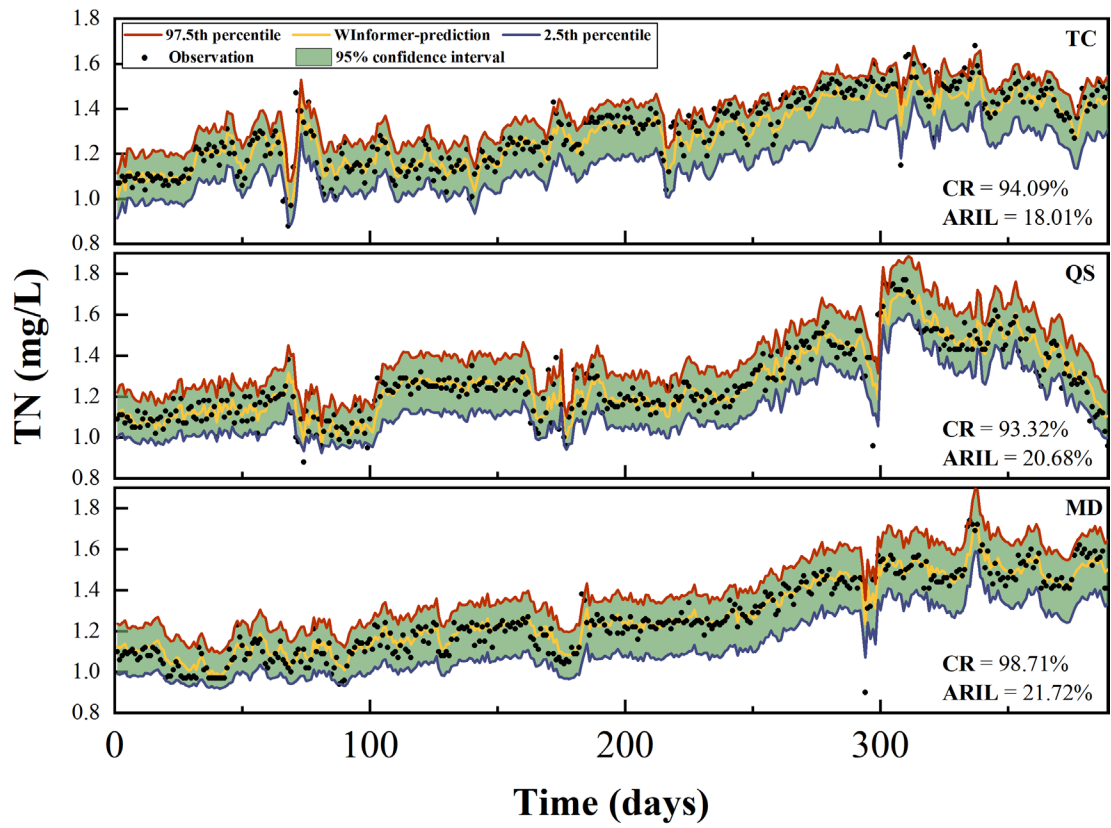 97.5th percentile WInformer-prediction 2.5th percentile
Observation 95% confidence interval
TC
1.8
1.6
1.4
1.2
1.0
0.8
CR = 94.09%
ARIL = 18.01%
QS
1.8
1.6
1.4
1.2
1.0
0.8
CR = 93.32%
ARIL = 20.68%
MD
1.8
1.6
1.4
1.2
1.0
0.8
CR = 98.71%
ARIL = 21.72%
TN (mg/L)
0 100 200 300
Time (days)